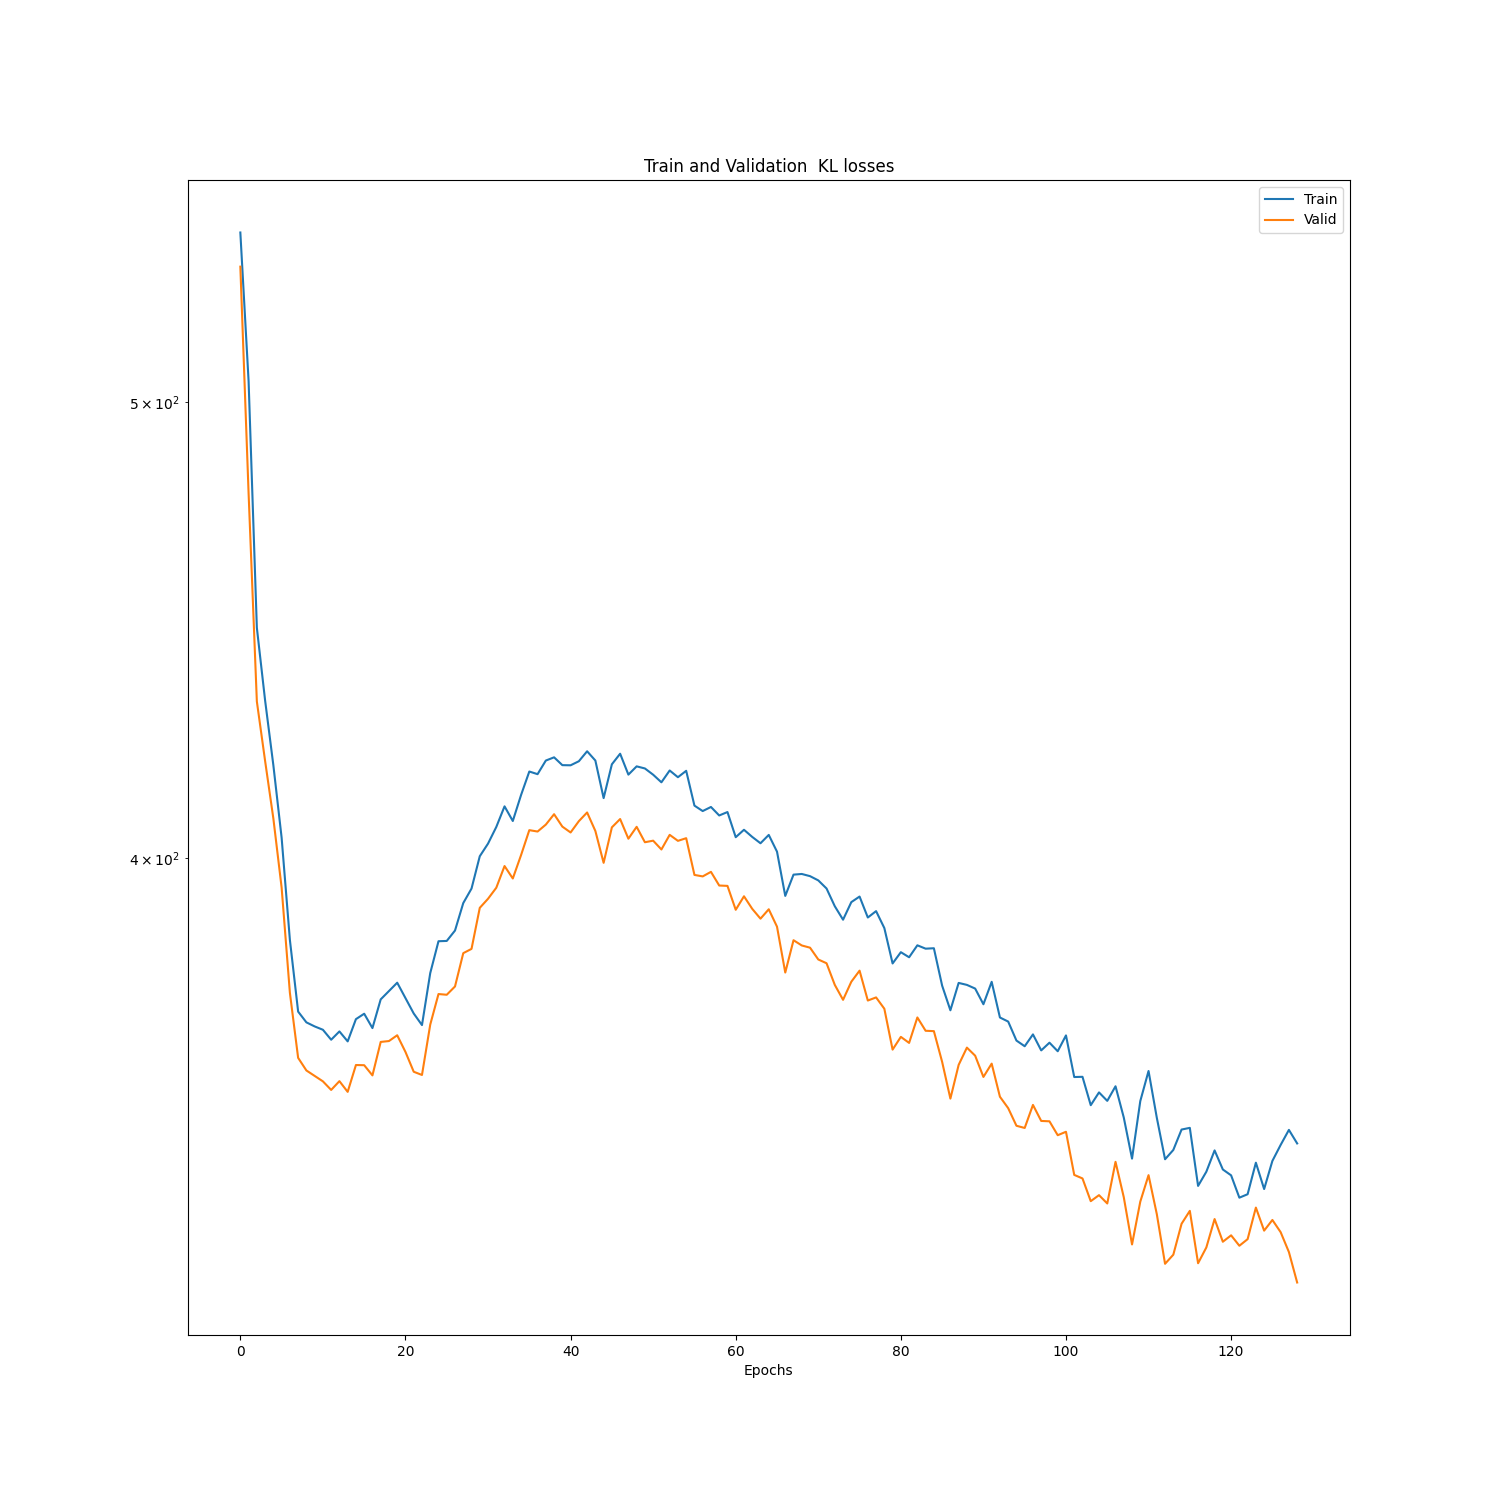 Train and Validation  KL losses
Train
Valid
5 × 10²
4 × 10²
0 20 40 60 80 100 120
Epochs